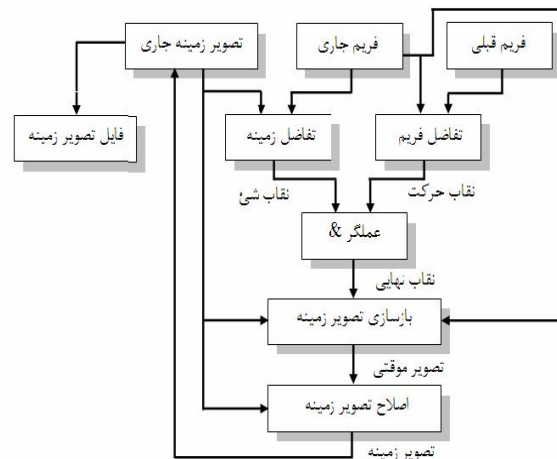 فریم قبلی
فریم جاری
تصویر زمینه جاری
تفاضل فریم
تفاضل زمینه
فایل تصویر زمینه
نقاب حرکت
نقاب شئ
عملگر &
نقاب نهایی
بازسازی تصویر زمینه
تصویر موقتی
اصلاح تصویر زمینه
تصویر زمینه